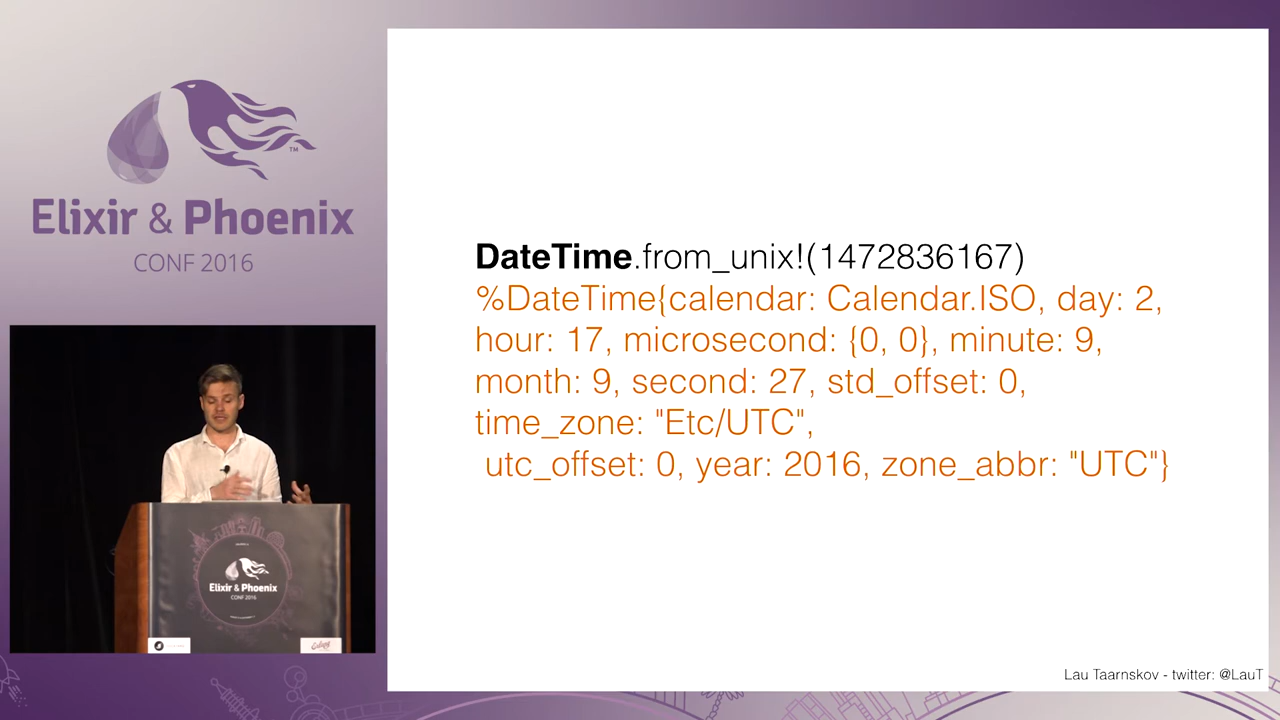 Elixir & Phoenix
CONF 2016
TM
DateTime.from_unix!(1472836167)
%DateTime{calendar: Calendar.ISO, day: 2,
hour: 17, microsecond: {0, 0}, minute: 9,
month: 9, second: 27, std_offset: 0,
time_zone: "Etc/UTC",
utc_offset: 0, year: 2016, zone_abbr: "UTC"}
Elixir & Phoenix
CONF 2016
Lau Taarnskov - twitter: @LauT